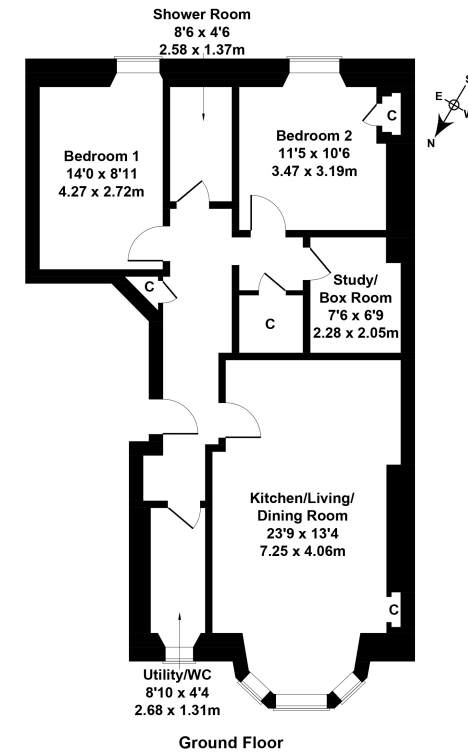 Shower Room
8'6 x 4'6
2.58 x 1.37m
S
E
W
N
C
Bedroom 2
11'5 x 10'6
3.47 x 3.19m
Bedroom 1
14'0 x 8'11
4.27 x 2.72m
C
Study/
Box Room
7'6 x 6'9
2.28 x 2.05m
C
Kitchen/Living/
Dining Room
23'9 x 13'4
7.25 x 4.06m
C
Utility/WC
8'10 x 4'4
2.68 x 1.31m
Ground Floor